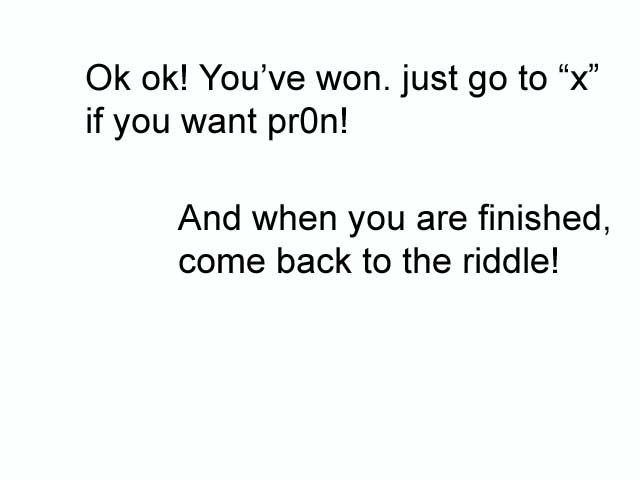 Ok ok! You’ve won. just go to “x”
if you want pr0n!
And when you are finished,
come back to the riddle!